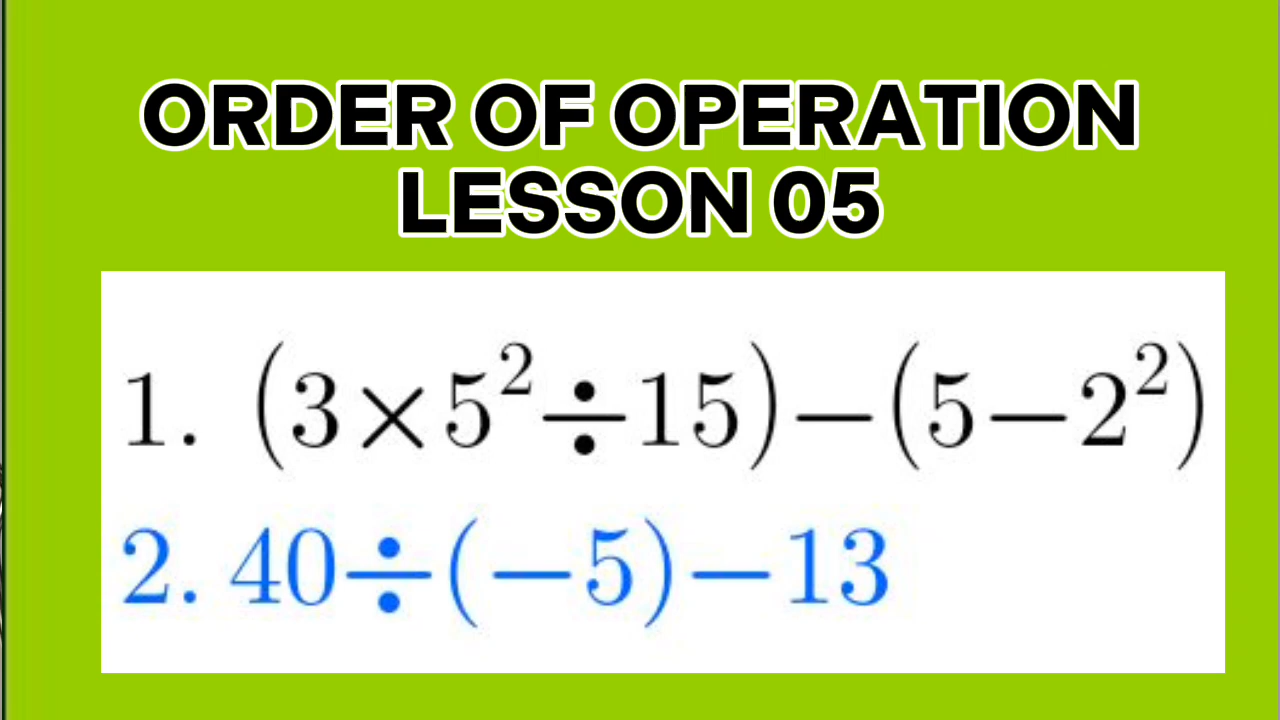 ORDER OF OPERATION
LESSON 05
1. (3×5²÷15)−(5−2²)
2. 40÷(−5)−13